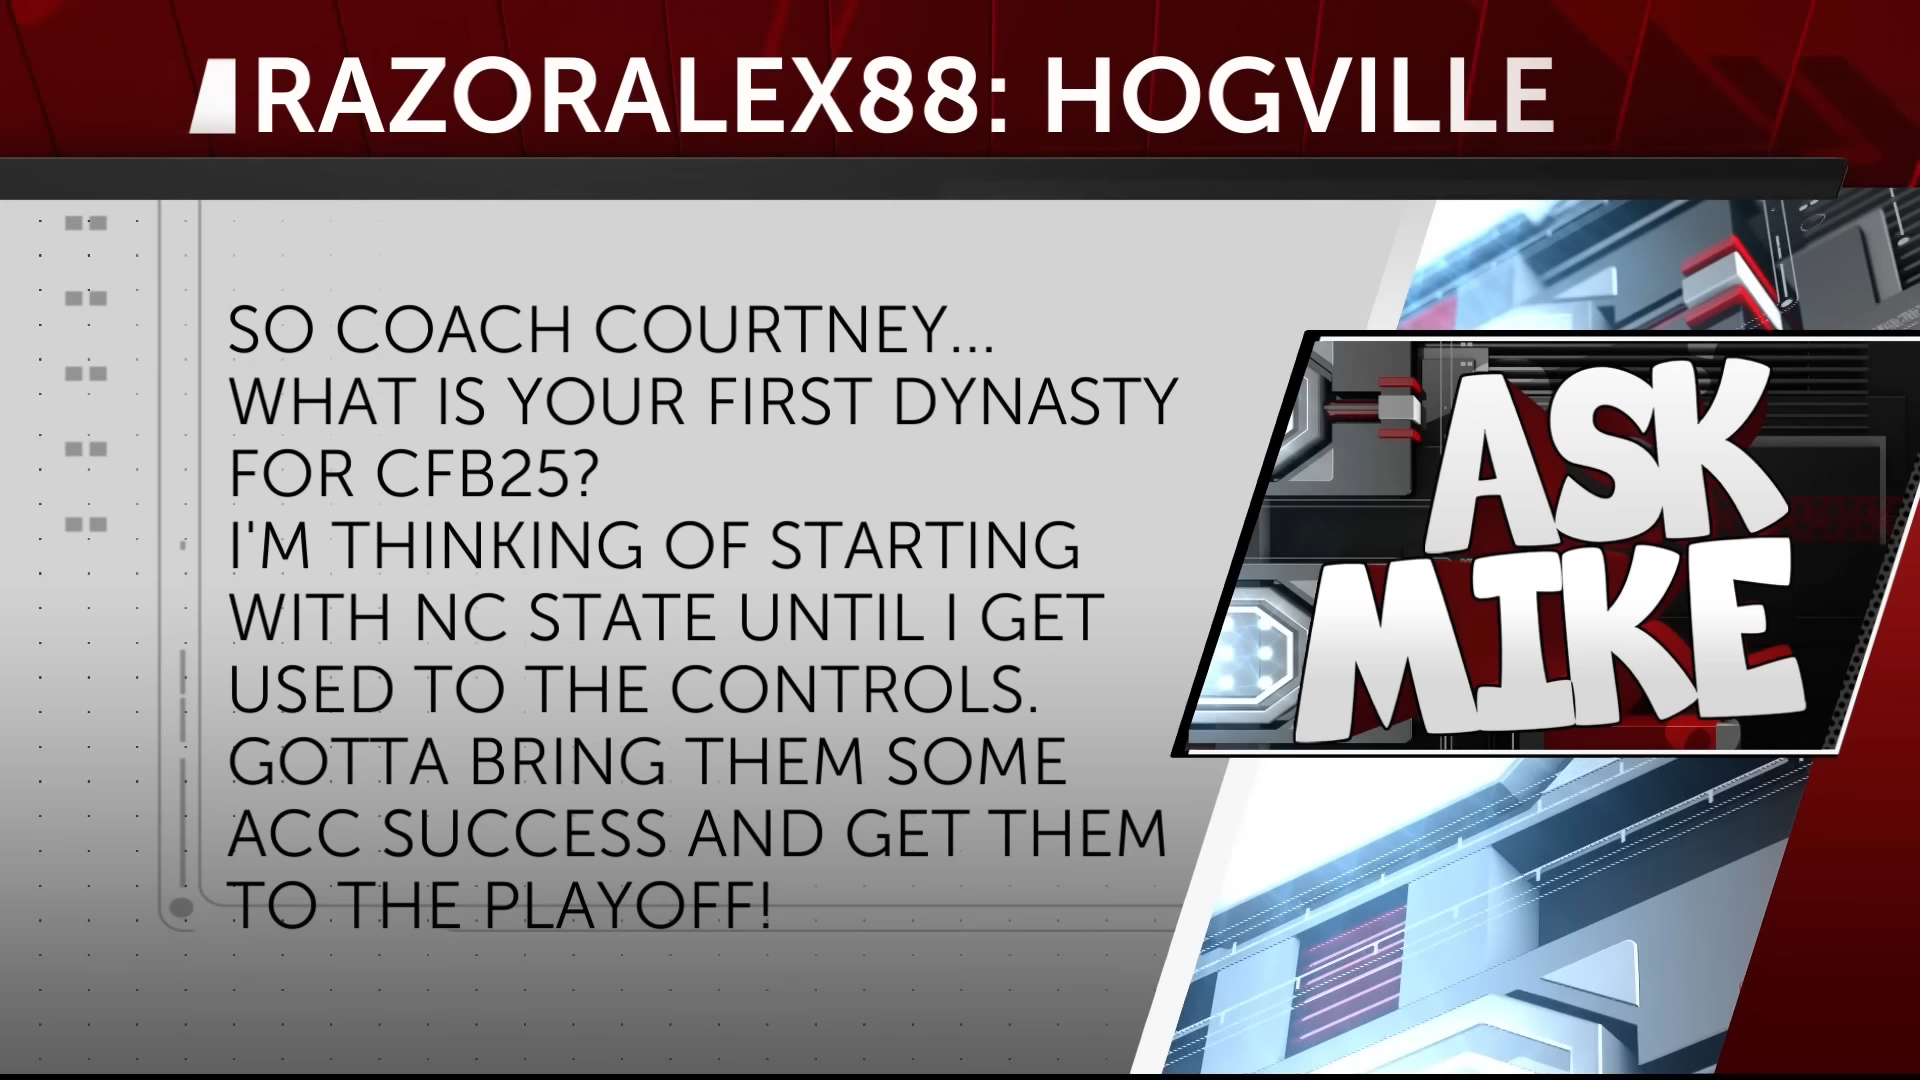 RAZORALEX88: HOGVILLE
SO COACH COURTNEY...
WHAT IS YOUR FIRST DYNASTY
FOR CFB25?
I'M THINKING OF STARTING
WITH NC STATE UNTIL I GET
USED TO THE CONTROLS.
GOTTA BRING THEM SOME
ACC SUCCESS AND GET THEM
TO THE PLAYOFF!
ASK
MIKE